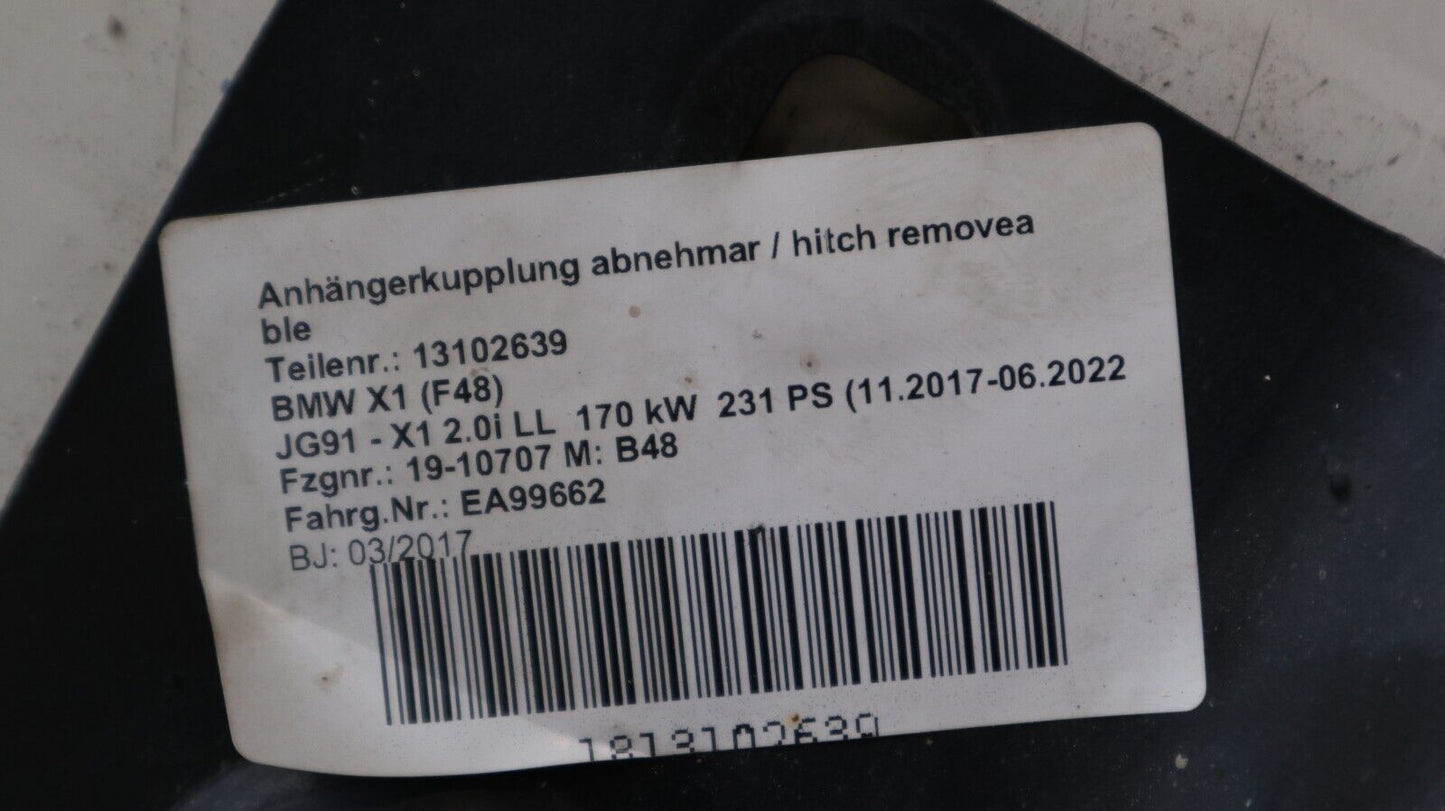 Anhängerkupplung abnehmar / hitch removea
ble
Teilenr.: 13102639
BMW X1 (F48)
JG91 - X1 2.0i LL 170 kW 231 PS (11.2017-06.2022
Fzgnr.: 19-10707 M: B48
Fahrg.Nr.: EA99662
BJ: 03/2017
1813102639